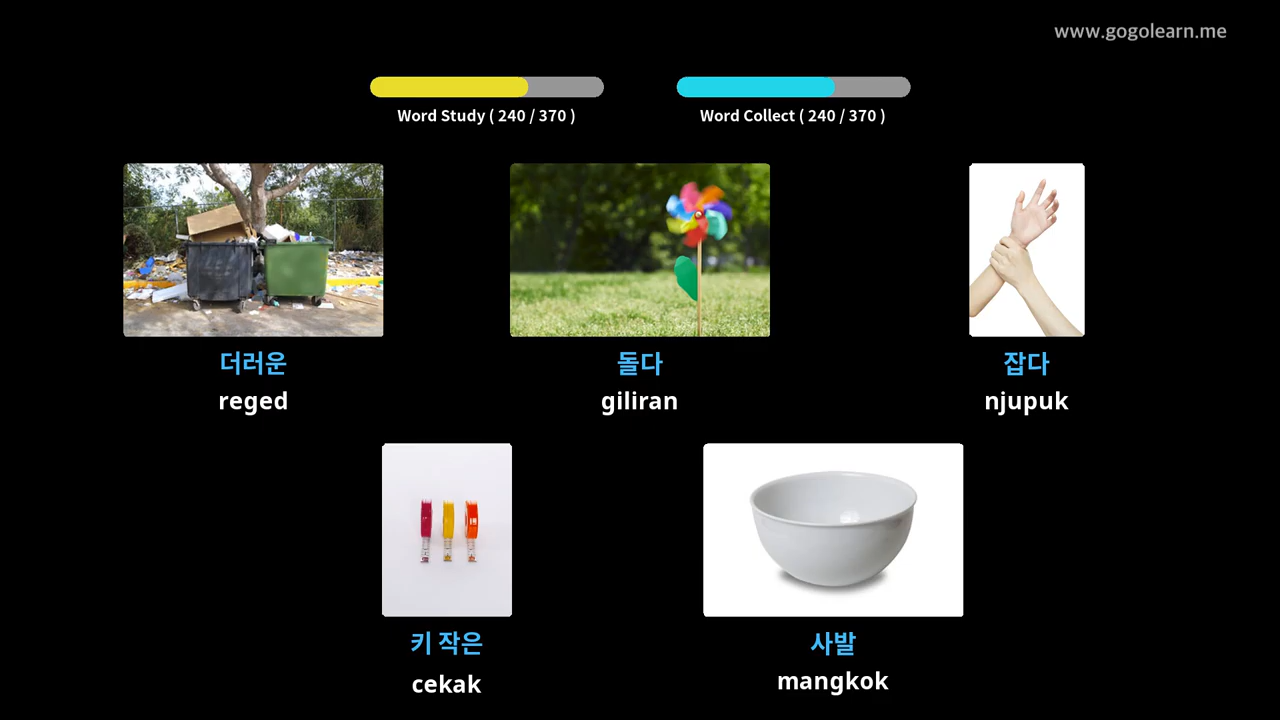 www.gogolearn.me
Word Study ( 240 / 370 )
Word Collect ( 240 / 370 )
더러운
reged
돌다
giliran
잡다
njupuk
키 작은
cekak
사발
mangkok